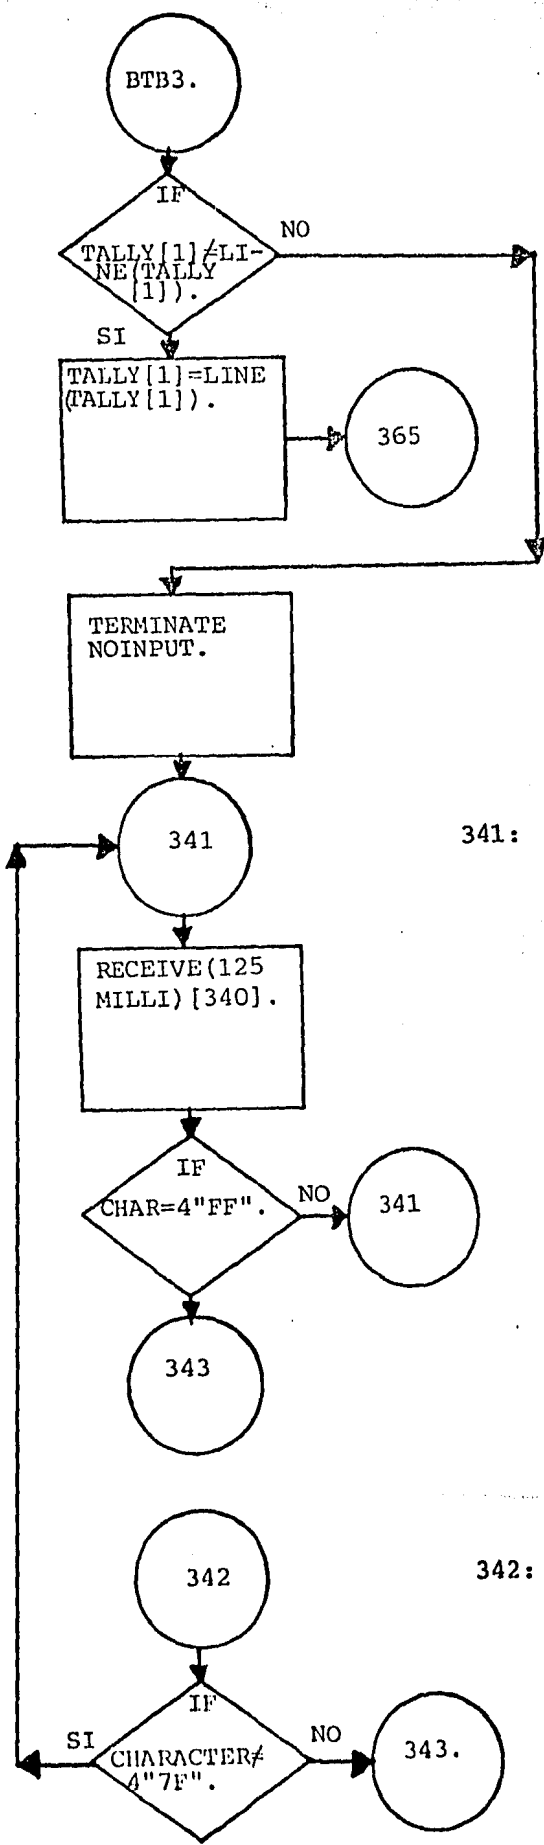 BTB3.
IF
TALLY[1]≠LI-
NE(TALLY
[1]).
NO
SI
TALLY[1]=LINE
(TALLY[1]).
365
TERMINATE
NOINPUT.
341
341:
RECEIVE(125
MILLI)[340].
IF
CHAR=4"FF".
NO
341
343
342
342:
IF
SI
CHARACTER≠
4"7F".
NO
343.